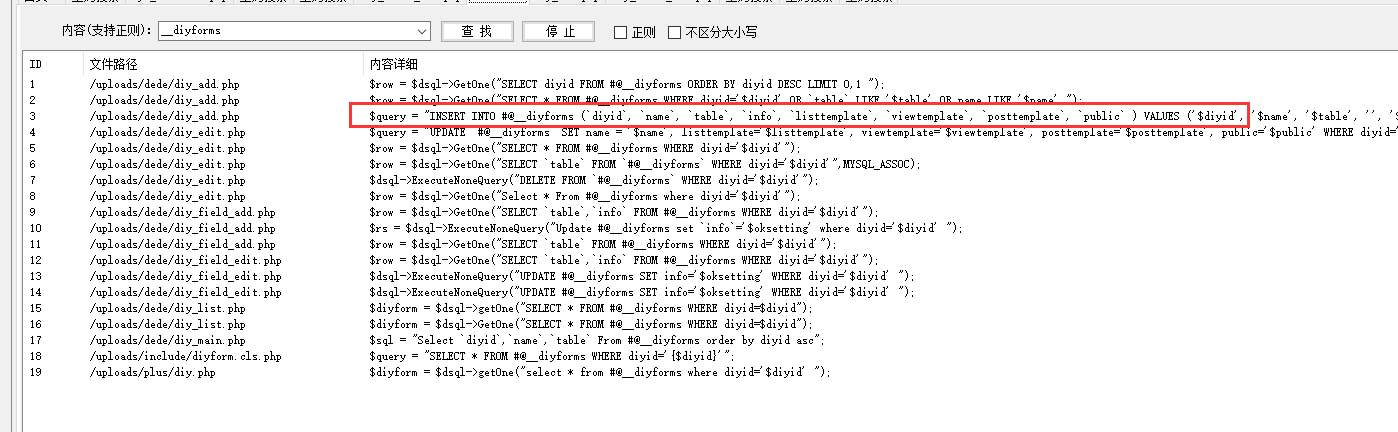 内容(支持正则): __diyforms 查 找 停 止 正则 不区分大小写
ID 文件路径 内容详细
1 /uploads/dede/diy_add.php $row = $dsql->GetOne("SELECT diyid FROM #@__diyforms ORDER BY diyid DESC LIMIT 0,1 ");
2 /uploads/dede/diy_add.php $row = $dsql->GetOne("SELECT * FROM #@__diyforms WHERE diyid='$diyid' OR `table` LIKE '$table' OR name LIKE '$name' ");
3 /uploads/dede/diy_add.php $query = "INSERT INTO #@__diyforms (`diyid`, `name`, `table`, `info`, `listtemplate`, `viewtemplate`, `posttemplate`, `public` ) VALUES ('$diyid', '$name', '$table', '', '$
4 /uploads/dede/diy_edit.php $query = "UPDATE #@__diyforms SET name = '$name', listtemplate='$listtemplate', viewtemplate='$viewtemplate', posttemplate='$posttemplate', public='$public' WHERE diyid=
5 /uploads/dede/diy_edit.php $row = $dsql->GetOne("SELECT * FROM #@__diyforms WHERE diyid='$diyid'");
6 /uploads/dede/diy_edit.php $row = $dsql->GetOne("SELECT `table` FROM `#@__diyforms` WHERE diyid='$diyid'",MYSQL_ASSOC);
7 /uploads/dede/diy_edit.php $dsql->ExecuteNoneQuery("DELETE FROM `#@__diyforms` WHERE diyid='$diyid'");
8 /uploads/dede/diy_edit.php $row = $dsql->GetOne("Select * From #@__diyforms where diyid='$diyid'");
9 /uploads/dede/diy_field_add.php $row = $dsql->GetOne("SELECT `table`,`info` FROM #@__diyforms WHERE diyid='$diyid'");
10 /uploads/dede/diy_field_add.php $rs = $dsql->ExecuteNoneQuery("Update #@__diyforms set `info`='$oksetting' where diyid='$diyid' ");
11 /uploads/dede/diy_field_add.php $row = $dsql->GetOne("SELECT `table` FROM #@__diyforms WHERE diyid='$diyid'");
12 /uploads/dede/diy_field_edit.php $row = $dsql->GetOne("SELECT `table`,`info` FROM #@__diyforms WHERE diyid='$diyid'");
13 /uploads/dede/diy_field_edit.php $dsql->ExecuteNoneQuery("UPDATE #@__diyforms SET info='$oksetting' WHERE diyid='$diyid' ");
14 /uploads/dede/diy_field_edit.php $dsql->ExecuteNoneQuery("UPDATE #@__diyforms SET info='$oksetting' WHERE diyid='$diyid' ");
15 /uploads/dede/diy_list.php $diyform = $dsql->getOne("SELECT * FROM #@__diyforms WHERE diyid=$diyid");
16 /uploads/dede/diy_list.php $diyform = $dsql->GetOne("SELECT * FROM #@__diyforms WHERE diyid=$diyid");
17 /uploads/dede/diy_main.php $sql = "Select `diyid`,`name`,`table` From #@__diyforms order by diyid asc";
18 /uploads/include/diyform.cls.php $query = "SELECT * FROM #@__diyforms WHERE diyid='{$diyid}'";
19 /uploads/plus/diy.php $diyform = $dsql->getOne("select * from #@__diyforms where diyid='$diyid' ");